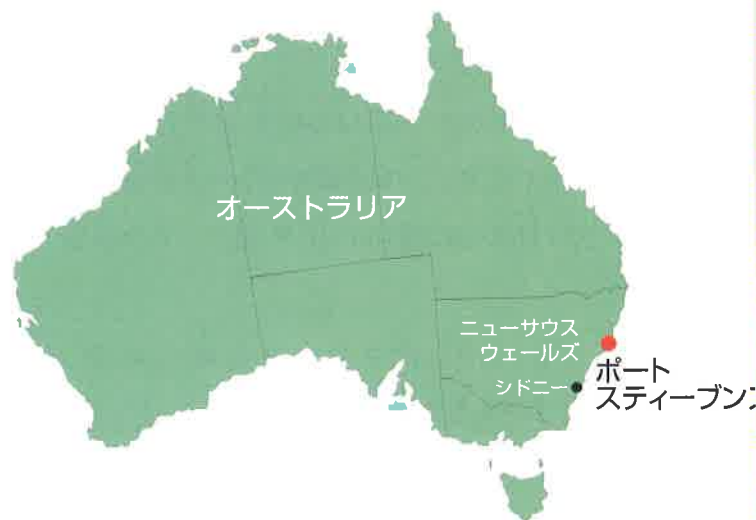 オーストラリア
ニューサウス
ウェールズ
シドニー
ポート
スティーブンス